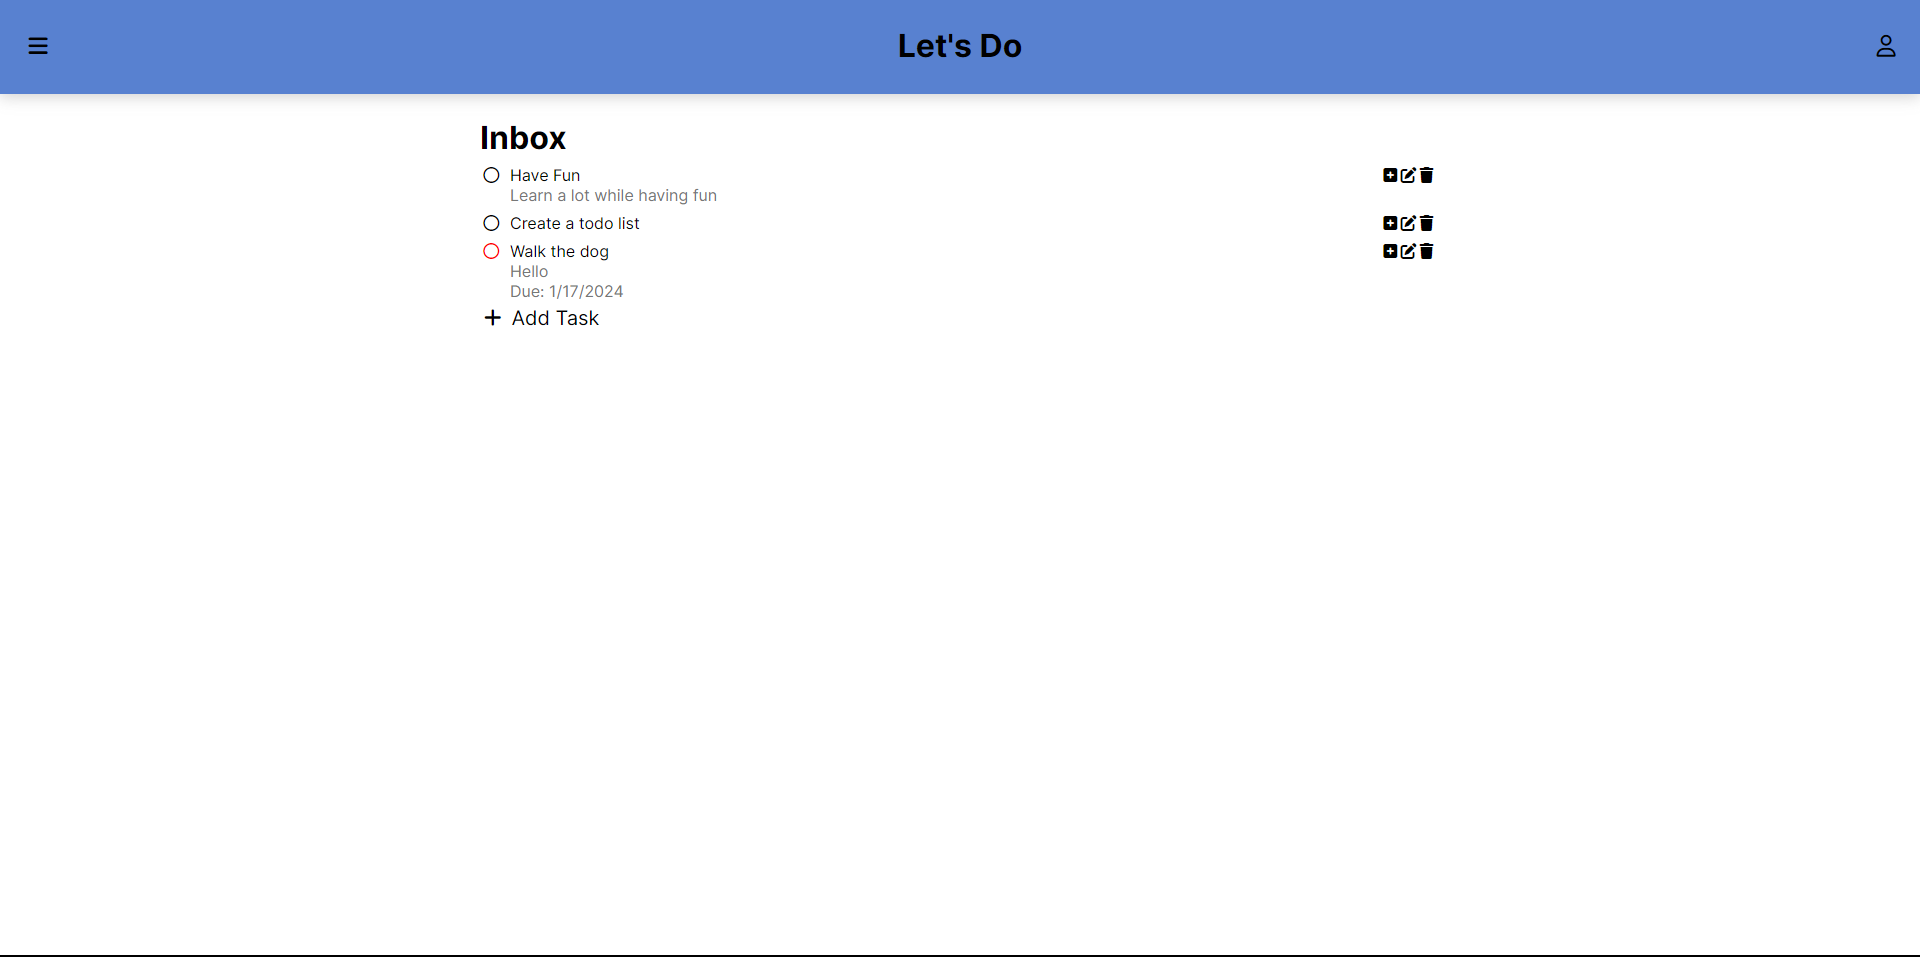 Let's Do
Inbox
Have Fun
Learn a lot while having fun
Create a todo list
Walk the dog
Hello
Due: 1/17/2024
Add Task